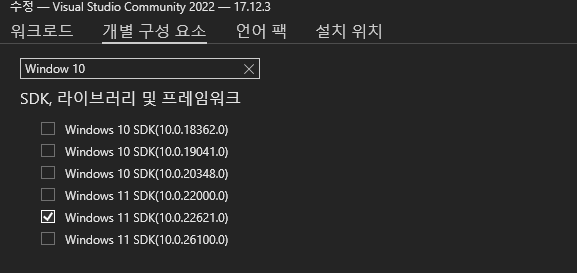 수정 — Visual Studio Community 2022 — 17.12.3
워크로드 개별 구성 요소 언어 팩 설치 위치
Window 10
SDK, 라이브러리 및 프레임워크
Windows 10 SDK(10.0.18362.0)
Windows 10 SDK(10.0.19041.0)
Windows 10 SDK(10.0.20348.0)
Windows 11 SDK(10.0.22000.0)
Windows 11 SDK(10.0.22621.0)
Windows 11 SDK(10.0.26100.0)